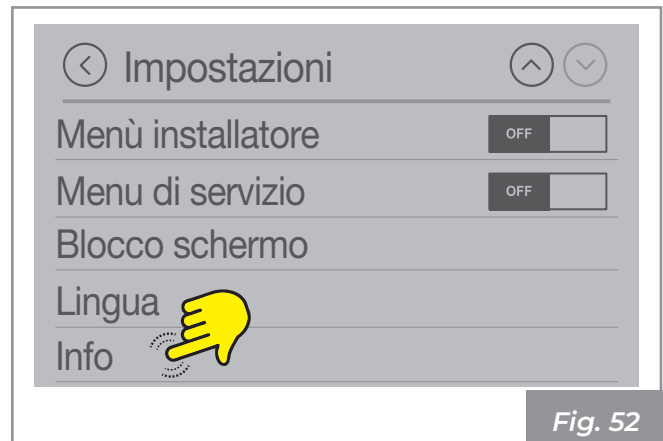 Impostazioni
Menù installatore OFF
Menu di servizio OFF
Blocco schermo
Lingua
Info
Fig. 52